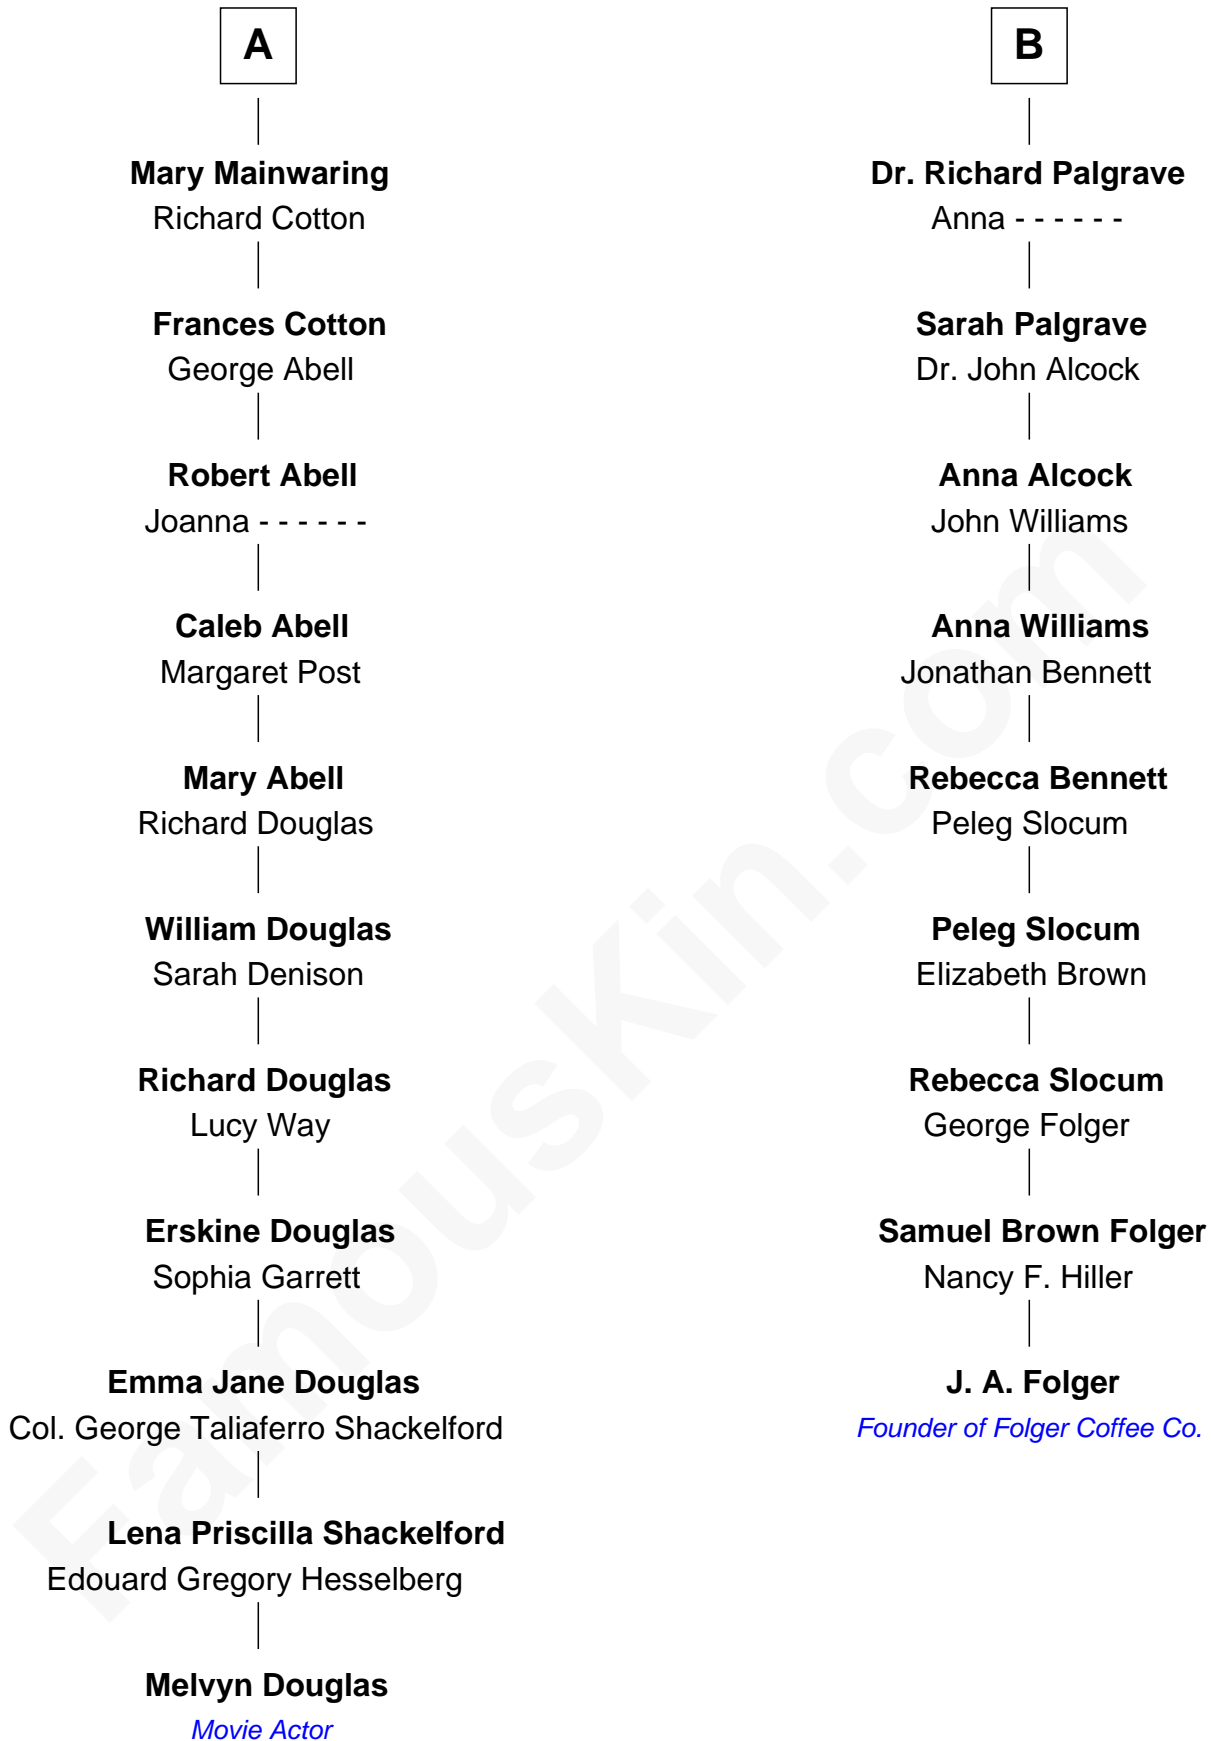 A
Mary Mainwaring
Richard Cotton
Frances Cotton
George Abell
Robert Abell
Joanna - - - - - -
Caleb Abell
Margaret Post
Mary Abell
Richard Douglas
William Douglas
Sarah Denison
Richard Douglas
Lucy Way
Erskine Douglas
Sophia Garrett
Emma Jane Douglas
Col. George Taliaferro Shackelford
Lena Priscilla Shackelford
Edouard Gregory Hesselberg
Melvyn Douglas
Movie Actor
B
Dr. Richard Palgrave
Anna - - - - - -
Sarah Palgrave
Dr. John Alcock
Anna Alcock
John Williams
Anna Williams
Jonathan Bennett
Rebecca Bennett
Peleg Slocum
Peleg Slocum
Elizabeth Brown
Rebecca Slocum
George Folger
Samuel Brown Folger
Nancy F. Hiller
J. A. Folger
Founder of Folger Coffee Co.
FamousKin.com